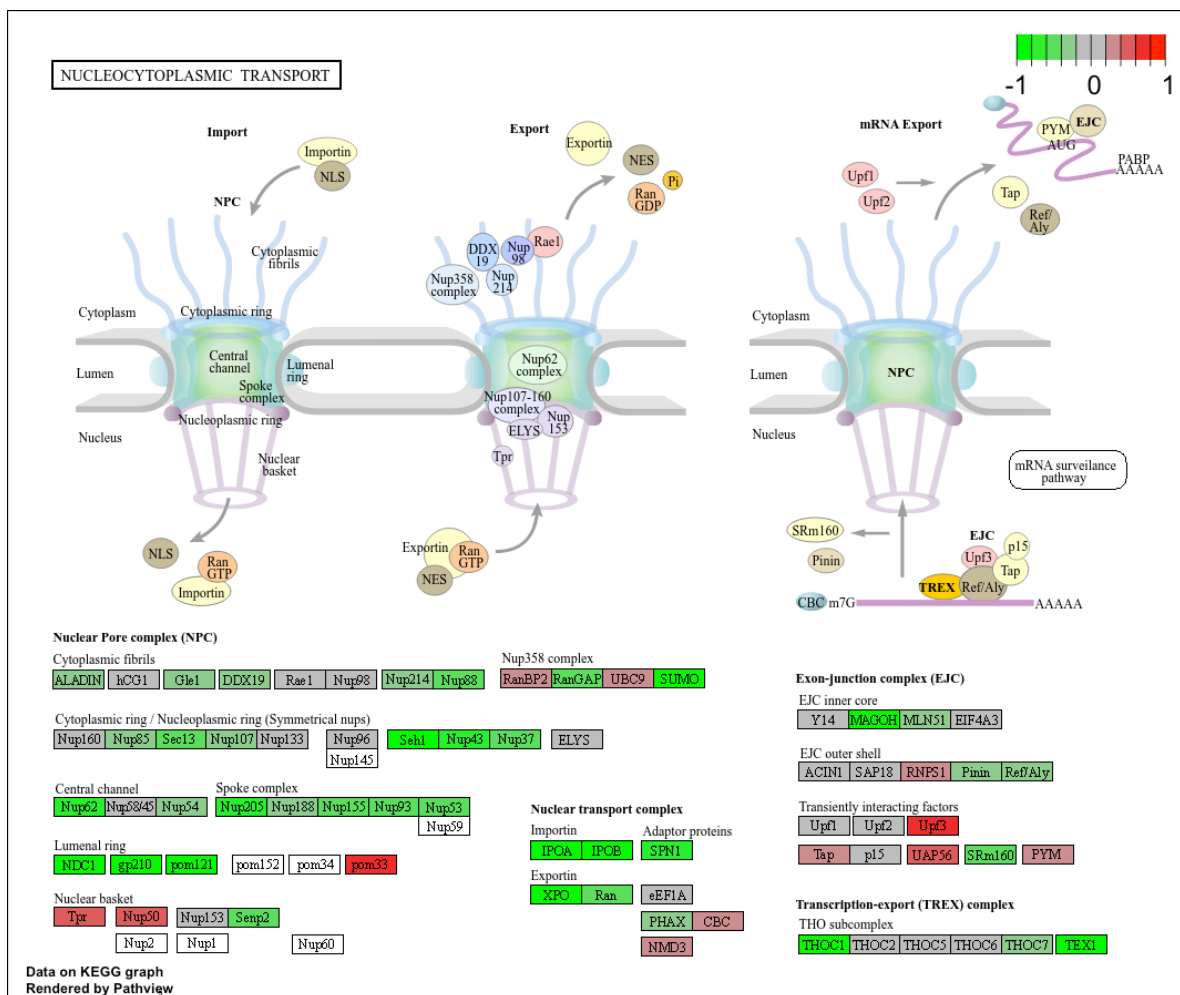 NUCLEOCYTOPLASMIC TRANSPORT
-1 0 1
Import
Importin
NLS
NPC
Cytoplasmic
fibrils
Cytoplasm
Cytoplasmic ring
Central
channel
Lumenal
ring
Lumen
Spoke
complex
Nucleoplasmic ring
Nucleus
Nuclear
basket
NLS
Ran
GTP
Importin
Export
Exportin
NES
Pi
Ran
GDP
DDX
19
Nup
98
Rae1
Nup358
complex
Nup
214
Nup62
complex
Nup107-160
complex
Nup
153
ELYS
Tpr
Exportin
Ran
GTP
NES
mRNA Export
PYM
EJC
AUG
PABP
AAAAA
Upf1
Upf2
Tap
Ref/
Aly
Cytoplasm
Lumen
NPC
Nucleus
mRNA surveilance
pathway
SRm160
Pinin
EJC
p15
Upf3
Tap
TREX
Ref/Aly
CBC
m7G
AAAAA
Nuclear Pore complex (NPC)
Cytoplasmic fibrils
ALADIN hCG1 Gle1 DDX19 Rae1 Nup98 Nup214 Nup88
Nup358 complex
RanBP2 RanGAP UBC9 SUMO
Cytoplasmic ring / Nucleoplasmic ring (Symmetrical nups)
Nup160 Nup85 Sec13 Nup107 Nup133 Nup96 Seh1 Nup43 Nup37 ELYS
Nup145
Central channel
Nup62 Nup58/45 Nup54
Spoke complex
Nup205 Nup188 Nup155 Nup93 Nup53
Nup59
Lumenal ring
NDC1 gp210 pom121 pom152 pom34 pom33
Nuclear basket
Tpr Nup50 Nup153 Senp2
Nup2 Nup1 Nup60
Nuclear transport complex
Importin
IPOA IPOB
Adaptor proteins
SPN1
Exportin
XPO Ran
eEF1A
PHAX CBC
NMD3
Exon-junction complex (EJC)
EJC inner core
Y14 MAGOH MLN51 EIF4A3
EJC outer shell
ACIN1 SAP18 RNPS1 Pinin Ref/Aly
Transiently interacting factors
Upf1 Upf2 Upf3
Tap p15 UAP56 SRm160 PYM
Transcription-export (TREX) complex
THO subcomplex
THOC1 THOC2 THOC5 THOC6 THOC7 TEX1
Data on KEGG graph
Rendered by Pathview